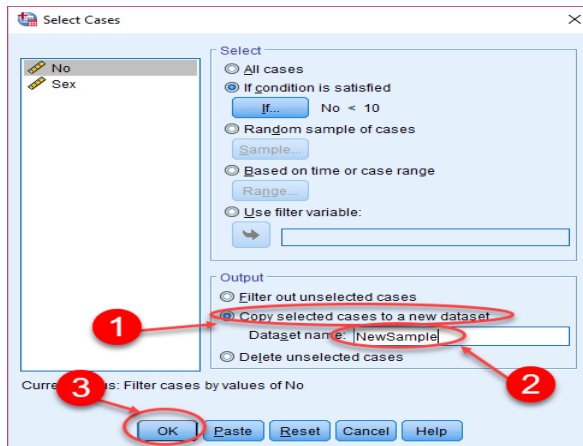 Select Cases
No
Sex
Select
All cases
If condition is satisfied
If... No < 10
Random sample of cases
Sample...
Based on time or case range
Range...
Use filter variable:
Output
Filter out unselected cases
1
Copy selected cases to a new dataset
Dataset name: NewSample
2
Delete unselected cases
3
Curre us: Filter cases by values of No
OK Paste Reset Cancel Help